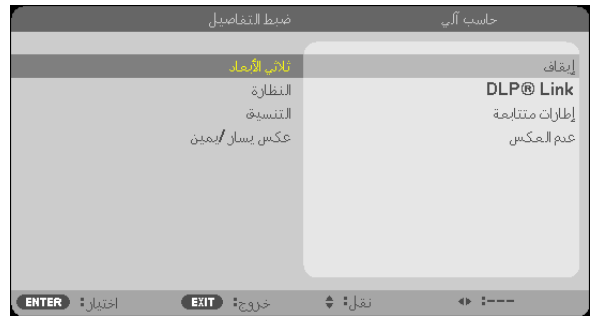 حاسب آلي ضبط التفاصيل
ثلاثي الأبعاد إيقاف
النظارة DLP® Link
التنسيق إطارات متتابعة
عكس يسار/يمين عدم العكس
ENTER اختيار: EXIT خروج: نقل: ---: